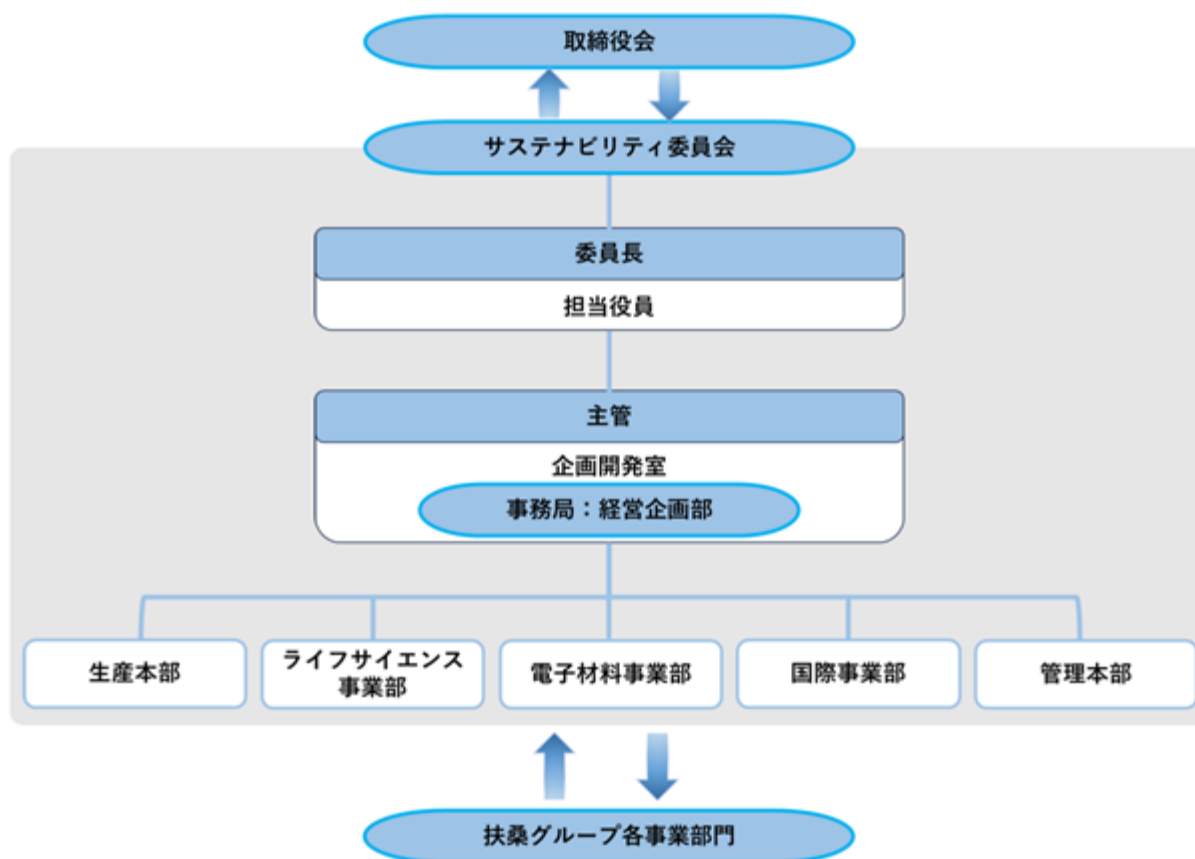 取締役会
サステナビリティ委員会
委員長
担当役員
主管
企画開発室
事務局：経営企画部
生産本部
ライフサイエンス
事業部
電子材料事業部
国際事業部
管理本部
扶桑グループ各事業部門